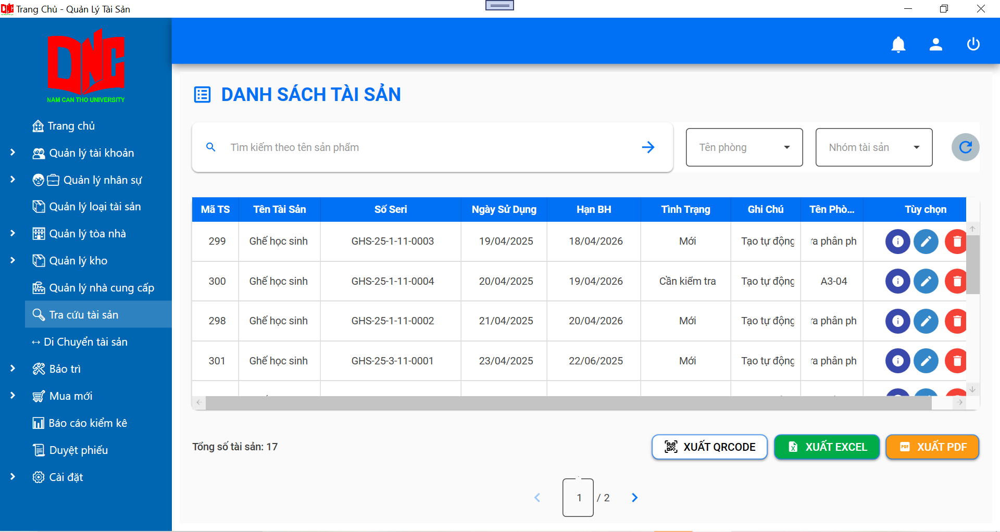 Trang Chủ - Quản Lý Tài Sản
DNC
NAM CAN THO UNIVERSITY
Trang chủ
Quản lý tài khoản
Quản lý nhân sự
Quản lý loại tài sản
Quản lý tòa nhà
Quản lý kho
Quản lý nhà cung cấp
Tra cứu tài sản
Di Chuyển tài sản
Bảo trì
Mua mới
Báo cáo kiểm kê
Duyệt phiếu
Cài đặt
DANH SÁCH TÀI SẢN
Tìm kiếm theo tên sản phẩm
Tên phòng
Nhóm tài sản
Mã TS Tên Tài Sản Số Seri Ngày Sử Dụng Hạn BH Tình Trạng Ghi Chú Tên Phò... Tùy chọn
299 Ghế học sinh GHS-25-1-11-0003 19/04/2025 18/04/2026 Mới Tạo tự động a phân ph
300 Ghế học sinh GHS-25-1-11-0004 20/04/2025 19/04/2026 Cần kiểm tra Tạo tự động A3-04
298 Ghế học sinh GHS-25-1-11-0002 21/04/2025 20/04/2026 Mới Tạo tự động a phân ph
301 Ghế học sinh GHS-25-3-11-0001 23/04/2025 22/06/2025 Mới Tạo tự động a phân ph
Tổng số tài sản: 17
XUẤT QRCODE
XUẤT EXCEL
PDF XUẤT PDF
1 / 2